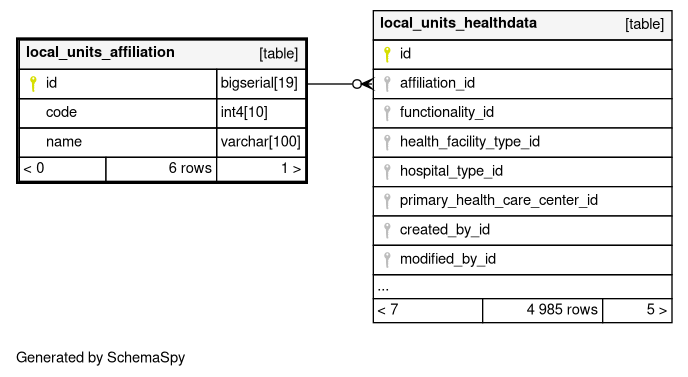 local_units_affiliation [table]
id bigserial[19]
code int4[10]
name varchar[100]
< 0 6 rows 1 >
local_units_healthdata [table]
id
affiliation_id
functionality_id
health_facility_type_id
hospital_type_id
primary_health_care_center_id
created_by_id
modified_by_id
...
< 7 4 985 rows 5 >
Generated by SchemaSpy